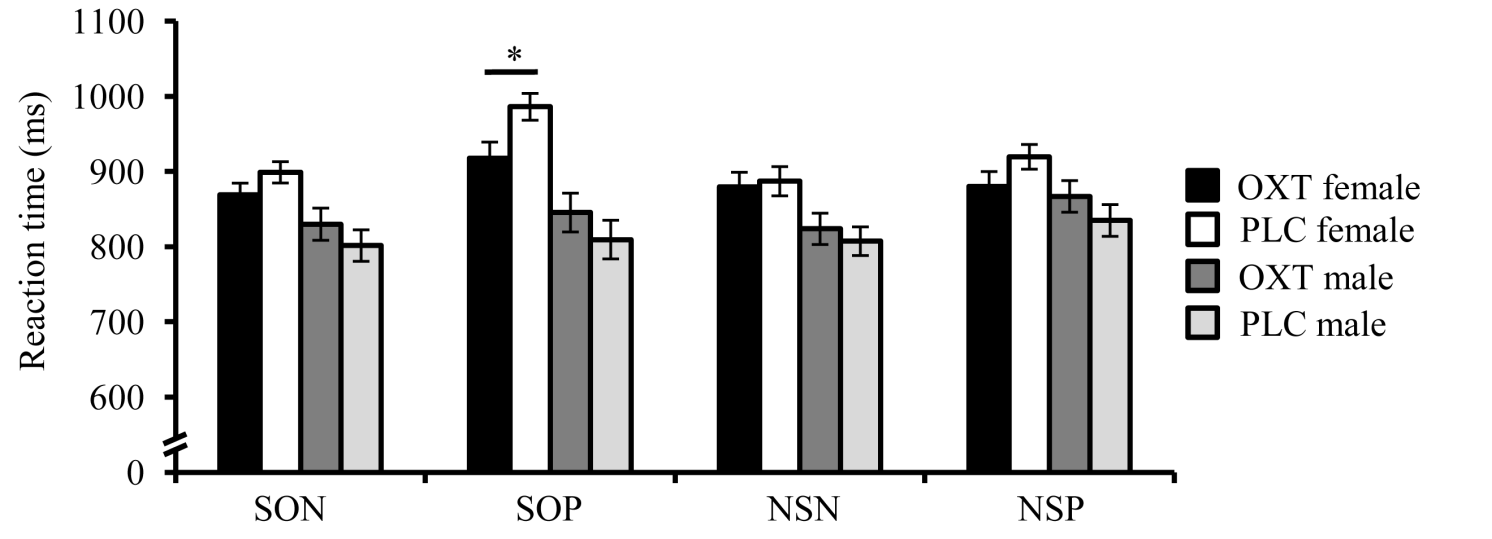 Reaction time (ms)
1100
1000
900
800
700
600
0
*
SON
SOP
NSN
NSP
OXT female
PLC female
OXT male
PLC male